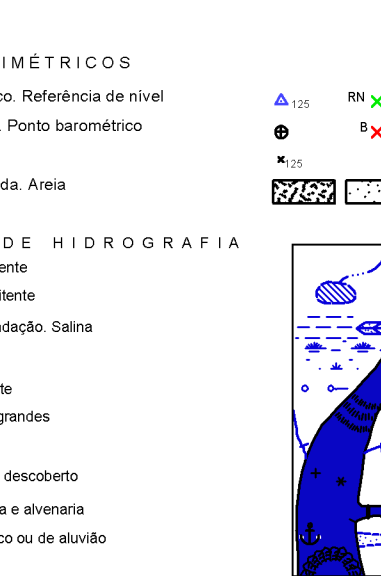 IMÉTRICOS
co. Referência de nível
125
RN
. Ponto barométrico
B
125
da. Areia
DE HIDROGRAFIA
ente
itente
ndação. Salina
te
grandes
descoberto
a e alvenaria
co ou de aluvião